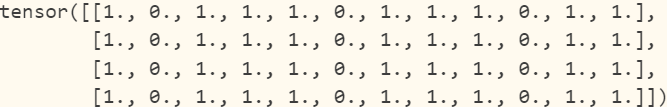 tensor([[1., 0., 1., 1., 1., 0., 1., 1., 1., 0., 1., 1.],
        [1., 0., 1., 1., 1., 0., 1., 1., 1., 0., 1., 1.],
        [1., 0., 1., 1., 1., 0., 1., 1., 1., 0., 1., 1.],
        [1., 0., 1., 1., 1., 0., 1., 1., 1., 0., 1., 1.]])